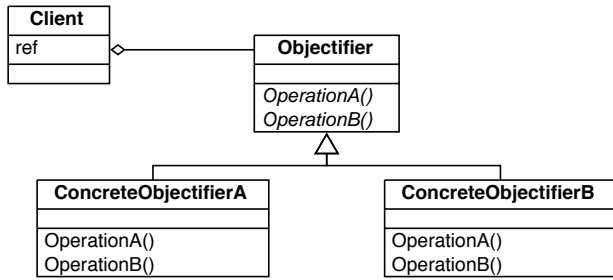 Client
ref
Objectifier
OperationA()
OperationB()
ConcreteObjectifierA
OperationA()
OperationB()
ConcreteObjectifierB
OperationA()
OperationB()